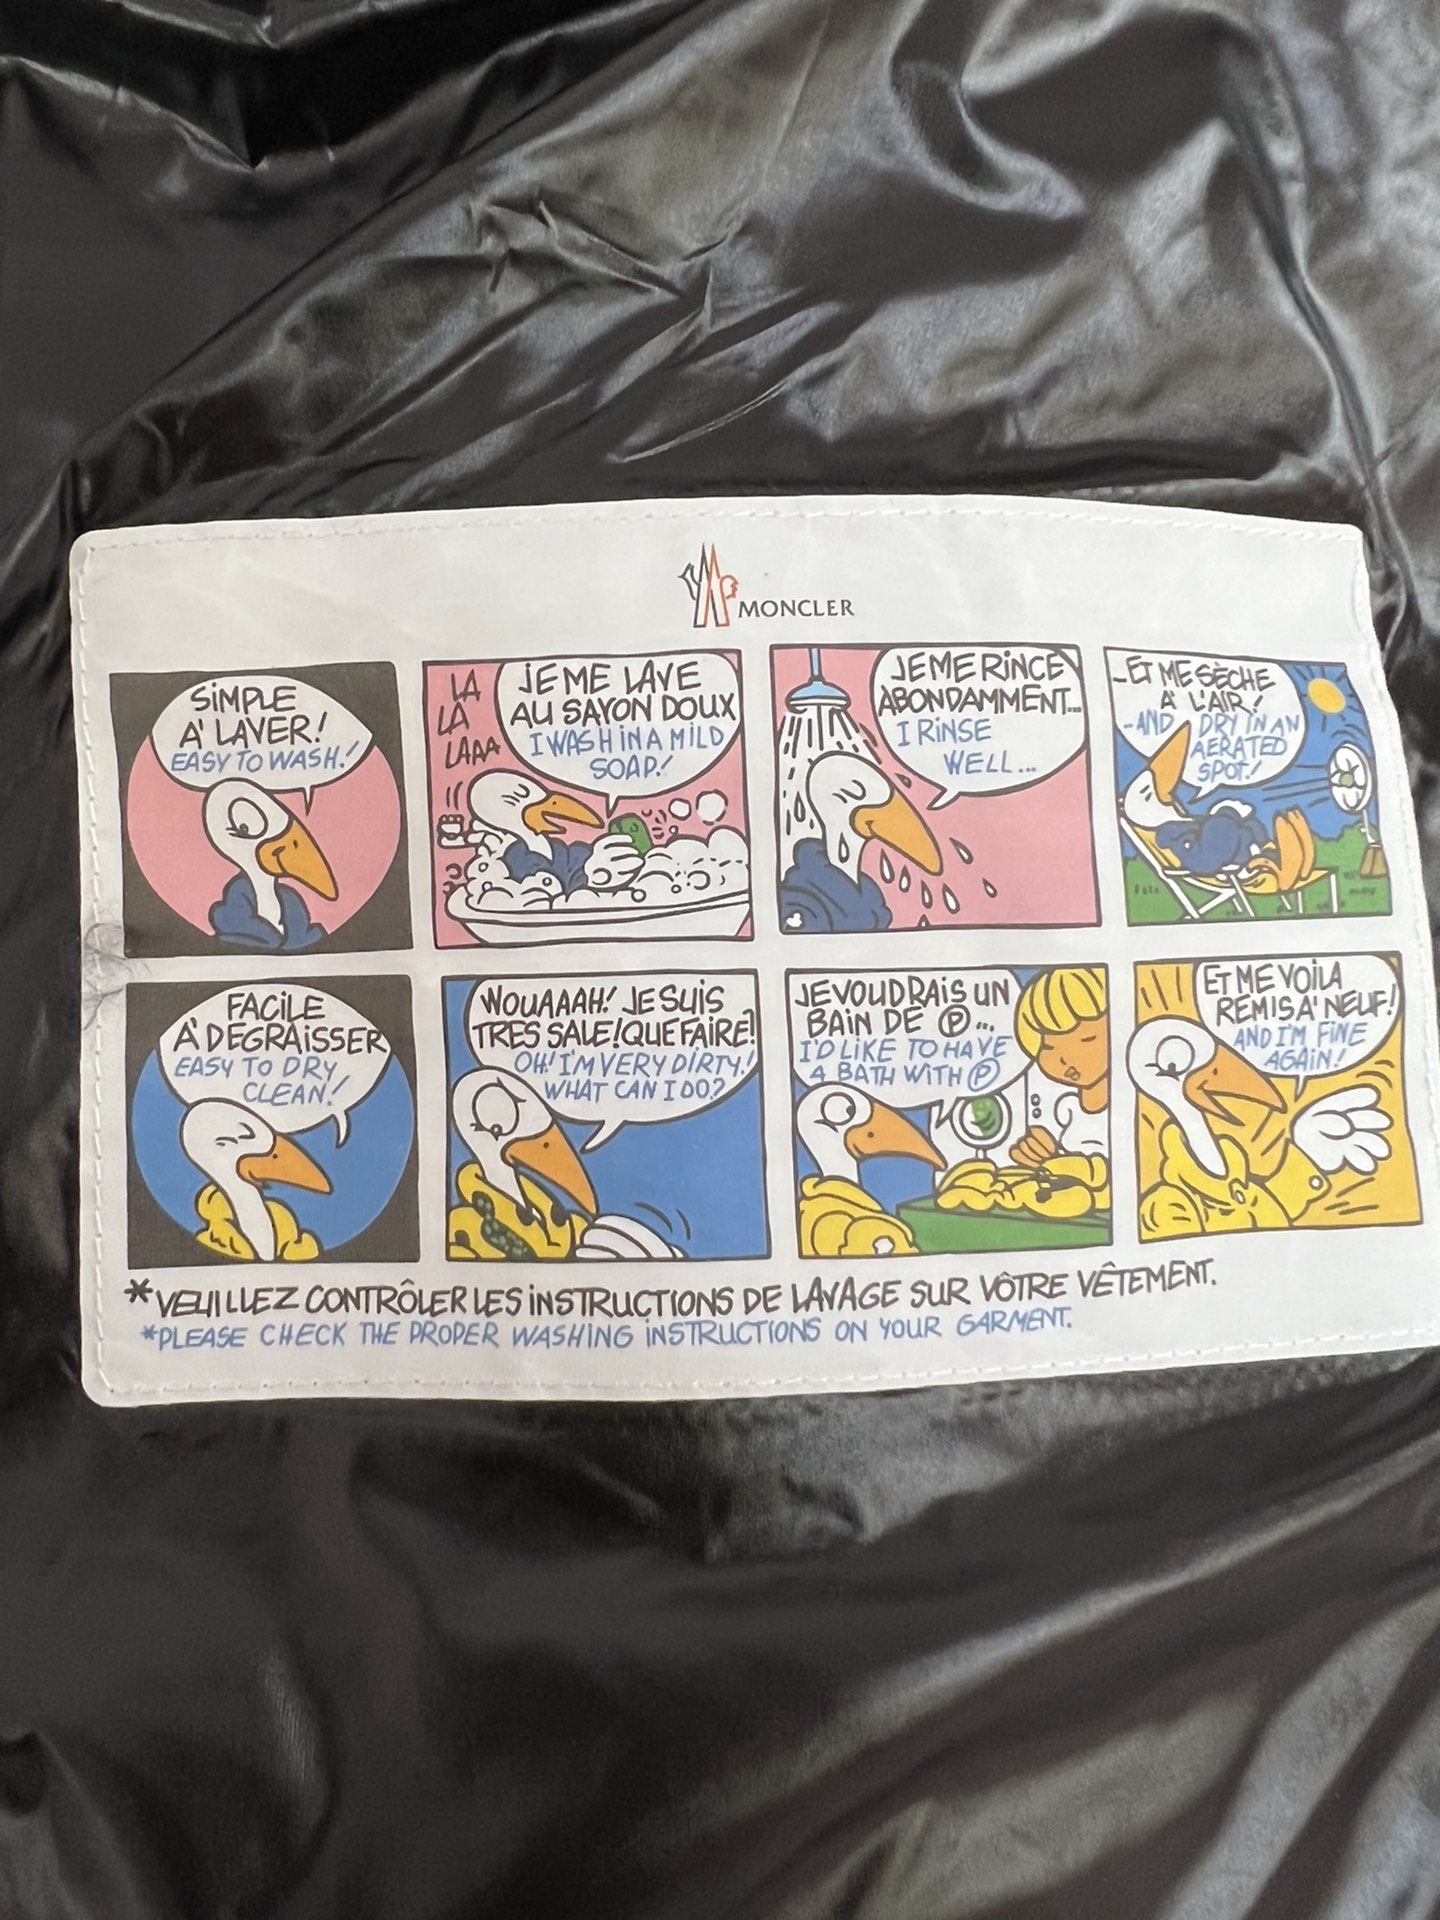 MONCLER
SIMPLE
À LAVER!
EASY TO WASH!
LA
LA
LAAA
JE ME LAVE
AU SAVON DOUX
I WASH IN A MILD
SOAP!
JE ME RINCE
ABONDAMMENT...
I RINSE
WELL...
...ET ME SÈCHE
À L'AIR!
...AND DRY IN AN
AERATED
SPOT!
FACILE
À DEGRAISSER
EASY TO DRY
CLEAN!
WOUAAAH! JE SUIS
TRES SALE! QUE FAIRE?
OH! I'M VERY DIRTY!
WHAT CAN I DO?
JE VOUDRAIS UN
BAIN DE Ⓟ...
I'D LIKE TO HAVE
A BATH WITH Ⓟ
ET ME VOILA
REMIS À NEUF!
AND I'M FINE
AGAIN!
*VEUILLEZ CONTRÔLER LES INSTRUCTIONS DE LAVAGE SUR VÔTRE VÊTEMENT.
*PLEASE CHECK THE PROPER WASHING INSTRUCTIONS ON YOUR GARMENT.